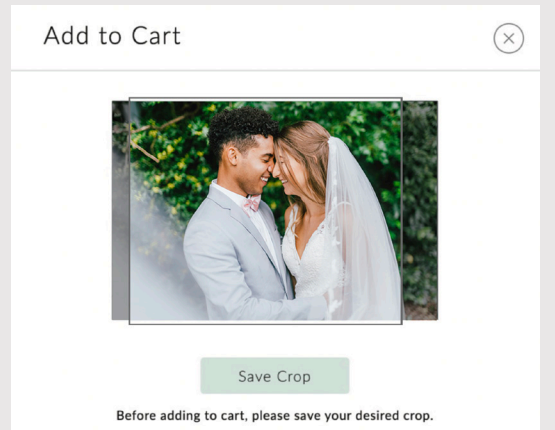 Add to Cart
Save Crop
Before adding to cart, please save your desired crop.